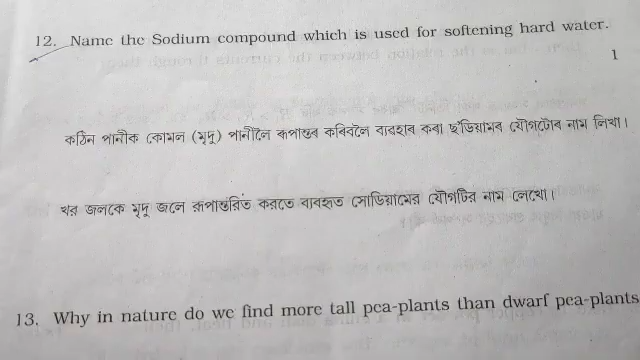 12. Name the Sodium compound which is used for softening hard water.
1
কঠিন পানীক কোমল (মৃদু) পানীলৈ ৰূপান্তৰ কৰিবলৈ ব্যৱহাৰ কৰা ছ'ডিয়ামৰ যৌগটোৰ নাম লিখা।
খর জলকে মৃদু জলে রূপান্তরিত করতে ব্যবহৃত সোডিয়ামের যৌগটির নাম লেখো।
13. Why in nature do we find more tall pea-plants than dwarf pea-plants